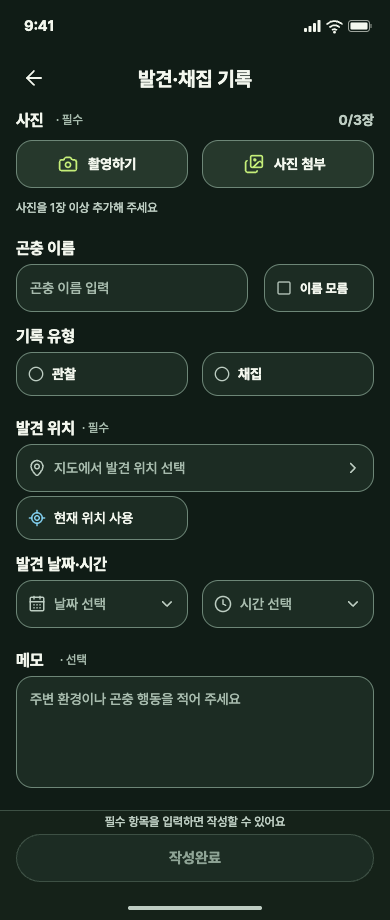 9:41
발견·채집 기록
사진 · 필수 0/3장
촬영하기 사진 첨부
사진을 1장 이상 추가해 주세요
곤충 이름
곤충 이름 입력 이름 모름
기록 유형
관찰 채집
발견 위치 · 필수
지도에서 발견 위치 선택
현재 위치 사용
발견 날짜·시간
날짜 선택 시간 선택
메모 · 선택
주변 환경이나 곤충 행동을 적어 주세요
필수 항목을 입력하면 작성할 수 있어요
작성완료